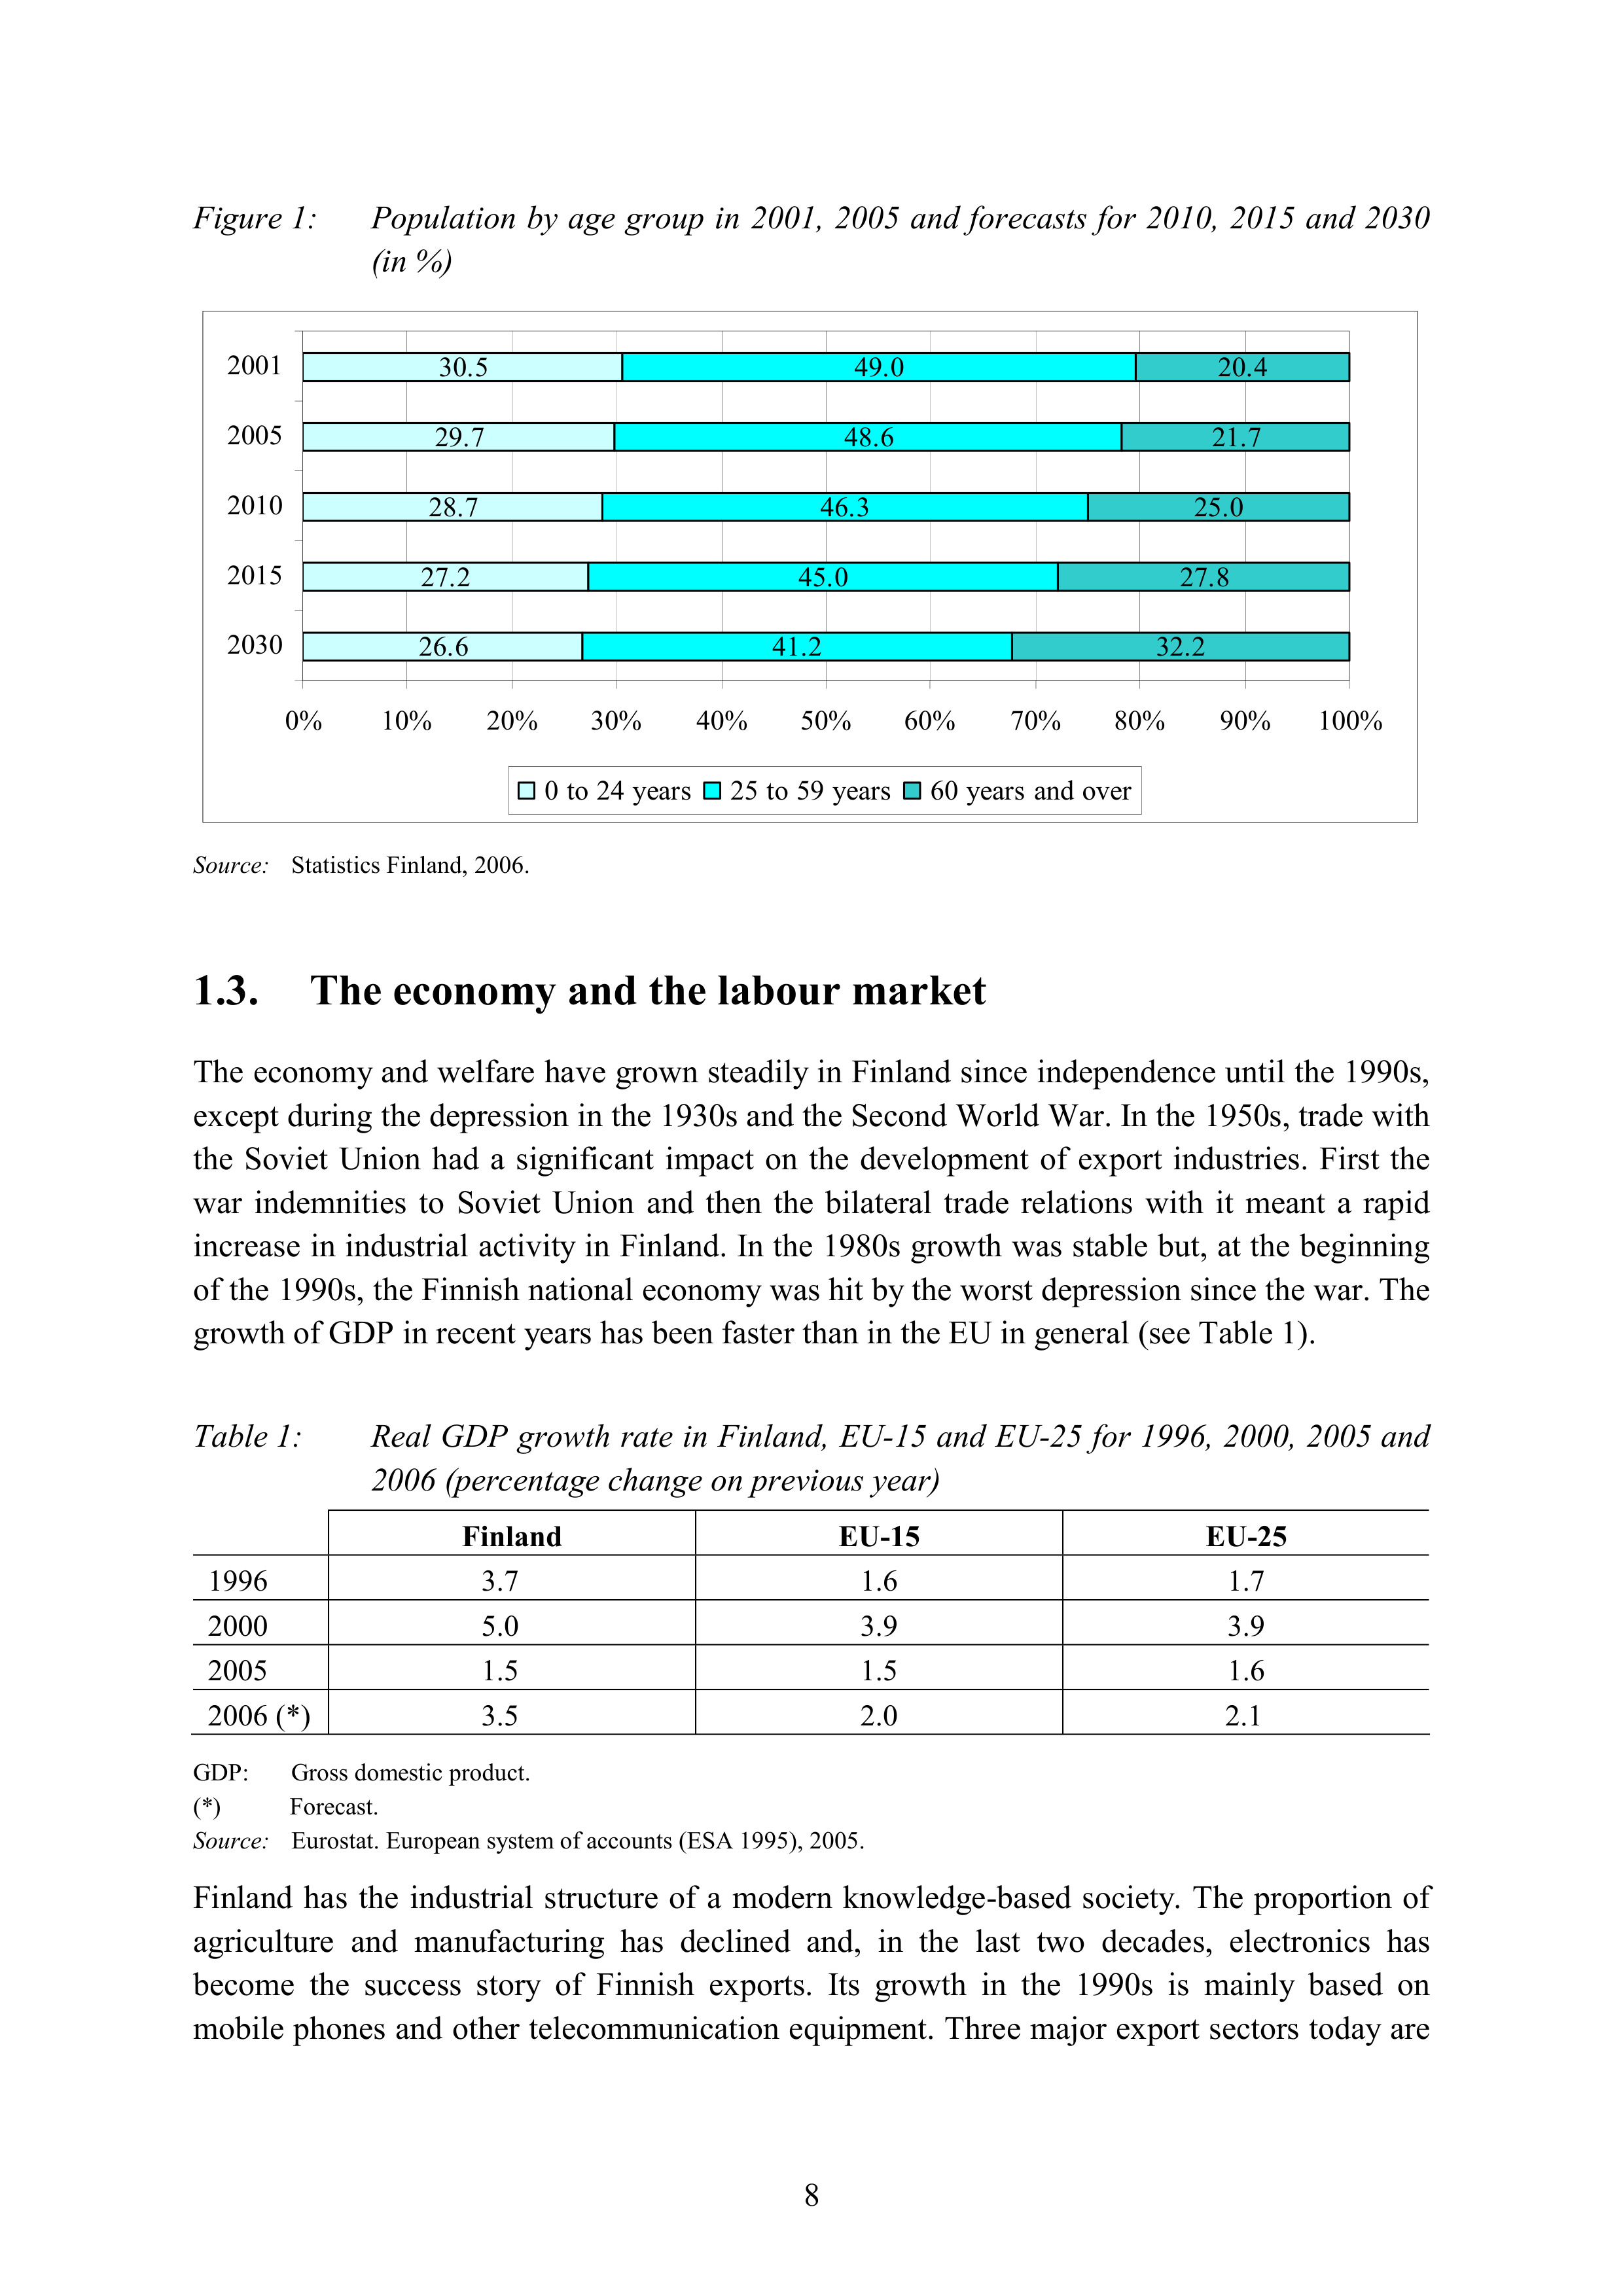 Figure 1: Population by age group in 2001, 2005 and forecasts for 2010, 2015 and 2030
(in %)
2001 30.5 49.0 20.4
2005 29.7 48.6 21.7
2010 28.7 46.3 25.0
2015 27.2 45.0 27.8
2030 26.6 41.2 32.2
0% 10% 20% 30% 40% 50% 60% 70% 80% 90% 100%
0 to 24 years 25 to 59 years 60 years and over
Source: Statistics Finland, 2006.
1.3. The economy and the labour market
The economy and welfare have grown steadily in Finland since independence until the 1990s,
except during the depression in the 1930s and the Second World War. In the 1950s, trade with
the Soviet Union had a significant impact on the development of export industries. First the
war indemnities to Soviet Union and then the bilateral trade relations with it meant a rapid
increase in industrial activity in Finland. In the 1980s growth was stable but, at the beginning
of the 1990s, the Finnish national economy was hit by the worst depression since the war. The
growth of GDP in recent years has been faster than in the EU in general (see Table 1).
Table 1: Real GDP growth rate in Finland, EU-15 and EU-25 for 1996, 2000, 2005 and
2006 (percentage change on previous year)
Finland EU-15 EU-25
1996 3.7 1.6 1.7
2000 5.0 3.9 3.9
2005 1.5 1.5 1.6
2006 (*) 3.5 2.0 2.1
GDP: Gross domestic product.
(*) Forecast.
Source: Eurostat. European system of accounts (ESA 1995), 2005.
Finland has the industrial structure of a modern knowledge-based society. The proportion of
agriculture and manufacturing has declined and, in the last two decades, electronics has
become the success story of Finnish exports. Its growth in the 1990s is mainly based on
mobile phones and other telecommunication equipment. Three major export sectors today are
8